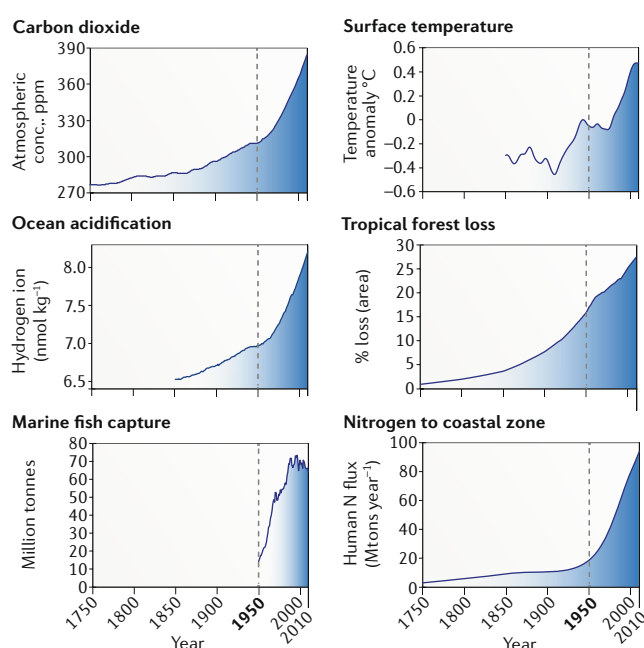 Carbon dioxide
Atmospheric
conc,. ppm
390
360
330
300
270
Surface temperature
Temperature
anomaly °C
0.6
0.4
0.2
0
−0.2
−0.4
−0.6
Ocean acidification
Hydrogen ion
(nmol kg⁻¹)
8.0
7.5
7.0
6.5
Tropical forest loss
% loss (area)
30
25
20
15
10
5
0
Marine fish capture
Million tonnes
80
70
60
50
40
30
20
10
0
1750
1800
1850
1900
1950
2000
2010
Year
Nitrogen to coastal zone
Human N flux
(Mtons year⁻¹)
100
80
60
40
20
0
1750
1800
1850
1900
1950
2000
2010
Year